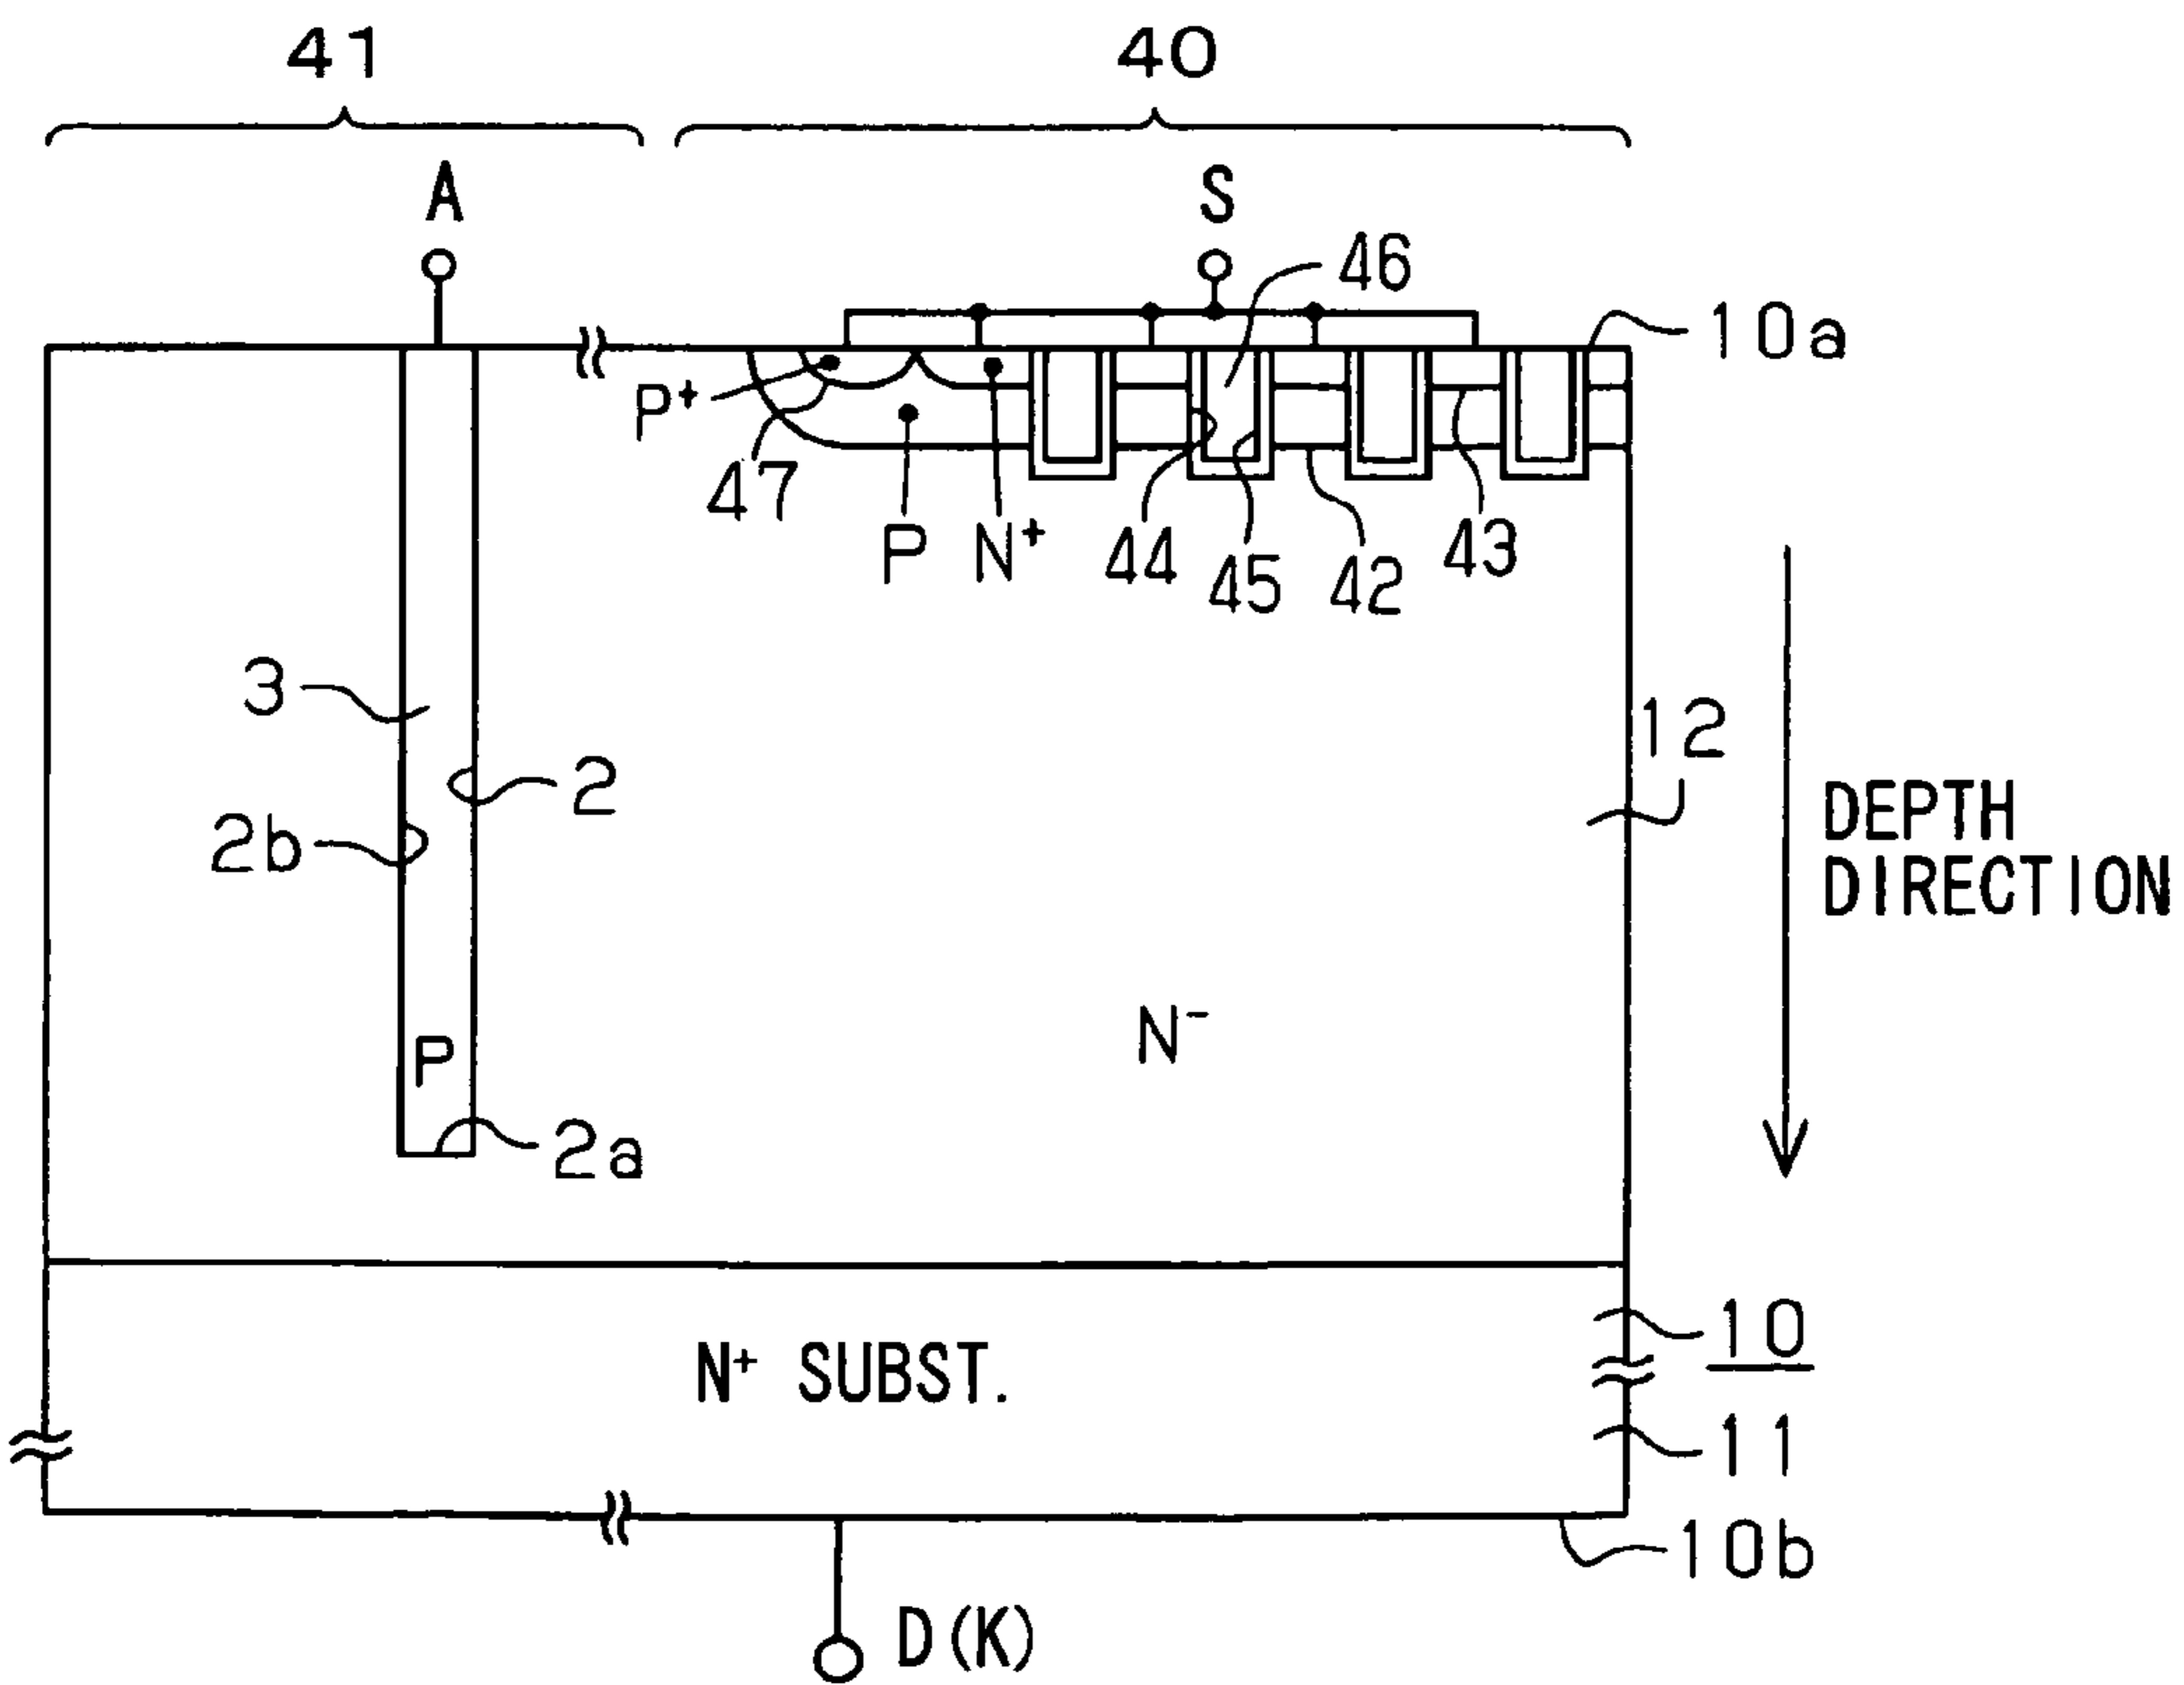 41 40
A S
46
10a
P+
47
P N+ 44 45 42 43
3
12
2
2b
DEPTH
DIRECTION
N-
P
2a
10
N+ SUBST.
11
10b
D(K)